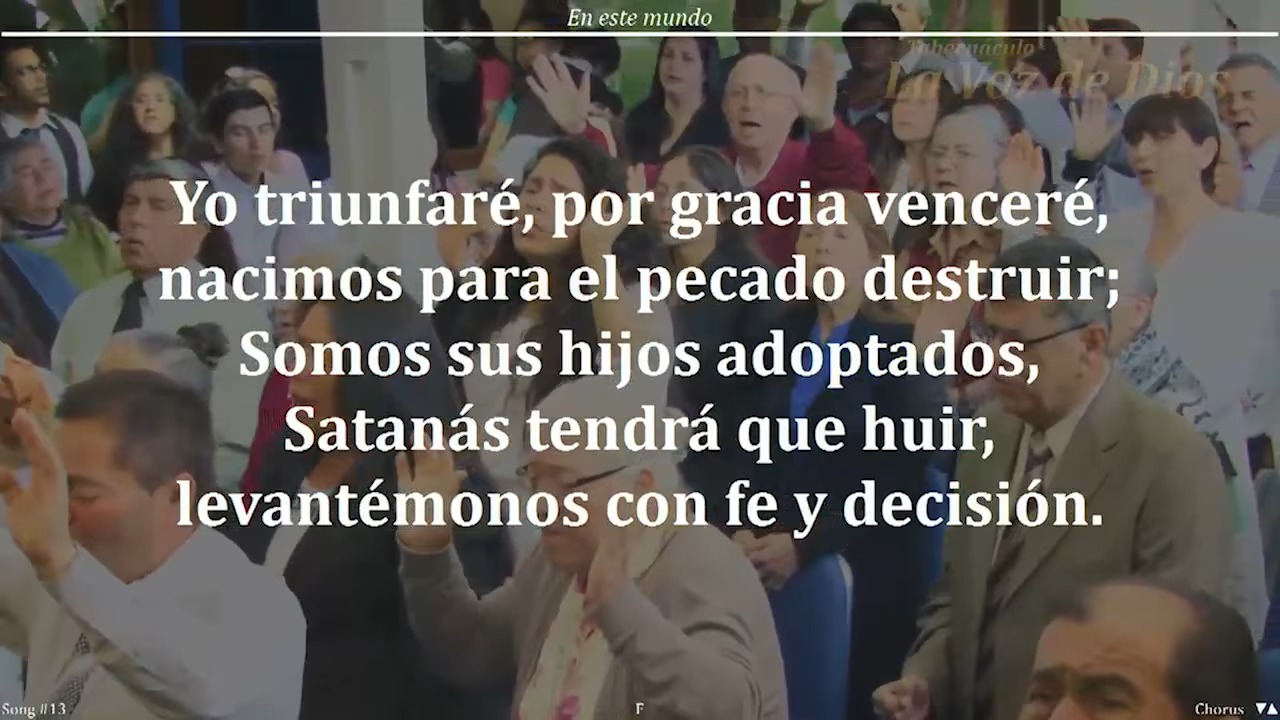 En este mundo
Tabernáculo
La Voz de Dios
Yo triunfaré, por gracia venceré,
nacimos para el pecado destruir;
Somos sus hijos adoptados,
Satanás tendrá que huir,
levantémonos con fe y decisión.
Song #13
F
Chorus ▼▲